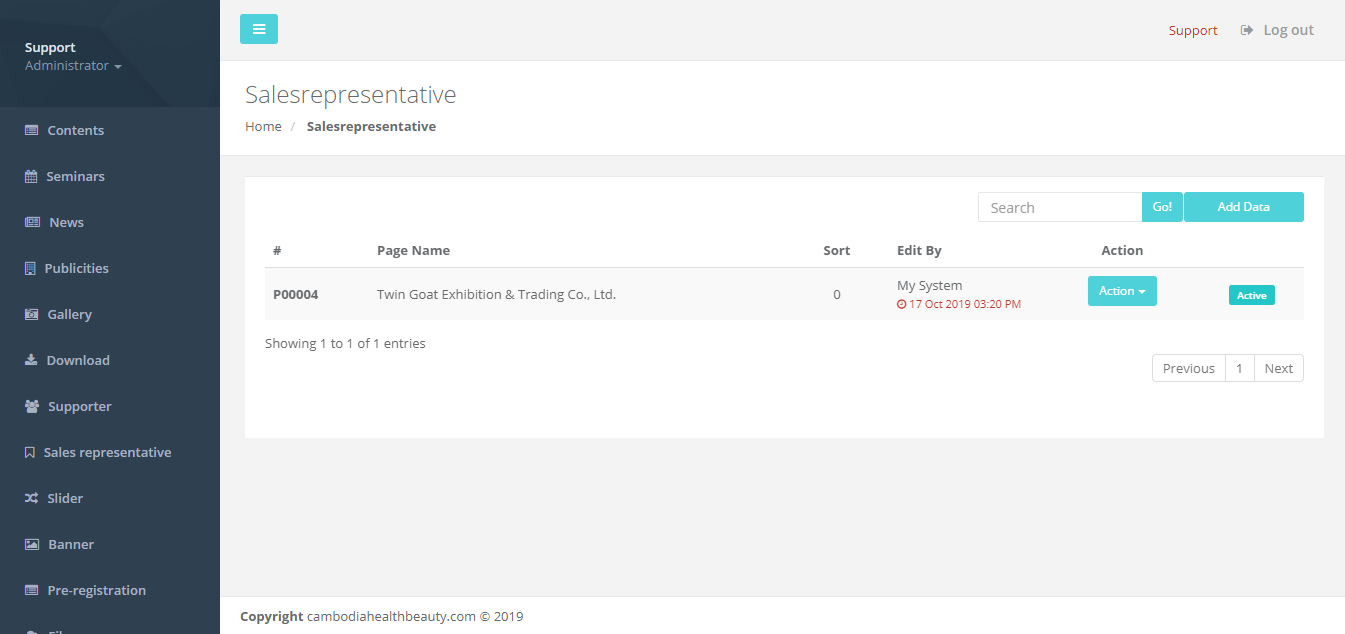 Support
Administrator
Contents
Seminars
News
Publicities
Gallery
Download
Supporter
Sales representative
Slider
Banner
Pre-registration
Support
Log out
Salesrepresentative
Home / Salesrepresentative
Search Go! Add Data
# Page Name Sort Edit By Action
P00004 Twin Goat Exhibition & Trading Co., Ltd. 0 My System Action Active
17 Oct 2019 03:20 PM
Showing 1 to 1 of 1 entries
Previous 1 Next
Copyright cambodiahealthbeauty.com © 2019